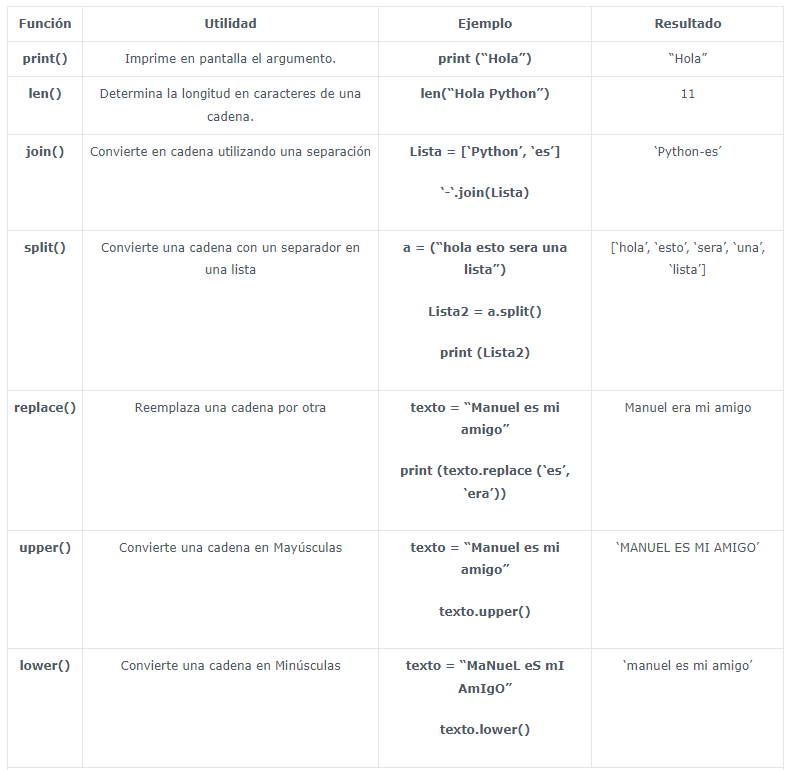 Función Utilidad Ejemplo Resultado
print() Imprime en pantalla el argumento. print (“Hola”) “Hola”
len() Determina la longitud en caracteres de una len(“Hola Python”) 11
cadena.
join() Convierte en cadena utilizando una separación Lista = [‘Python’, ‘es’] ‘Python-es’
‘-‘.join(Lista)
split() Convierte una cadena con un separador en a = (“hola esto sera una [‘hola’, ‘esto’, ‘sera’, ‘una’,
una lista lista”) ‘lista’]
Lista2 = a.split()
print (Lista2)
replace() Reemplaza una cadena por otra texto = “Manuel es mi Manuel era mi amigo
amigo”
print (texto.replace (‘es’,
‘era’))
upper() Convierte una cadena en Mayúsculas texto = “Manuel es mi ‘MANUEL ES MI AMIGO’
amigo”
texto.upper()
lower() Convierte una cadena en Minúsculas texto = “MaNueL eS mI ‘manuel es mi amigo’
AmIgO”
texto.lower()